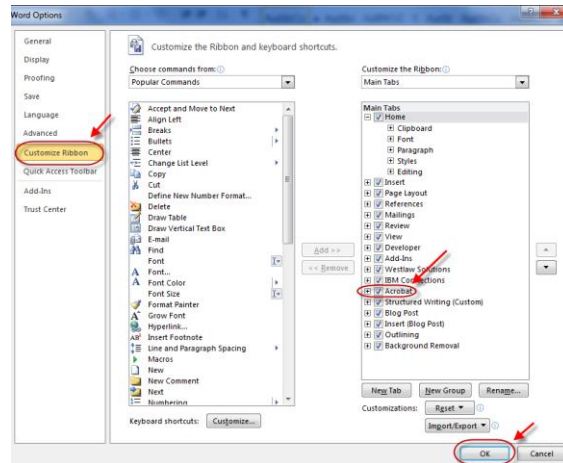 Word Options
General
Display
Proofing
Save
Language
Advanced
Customize Ribbon
Quick Access Toolbar
Add-Ins
Trust Center
Customize the Ribbon and keyboard shortcuts.
Choose commands from:
Popular Commands
Accept and Move to Next
Align Left
Breaks
Bullets
Center
Change List Level
Copy
Cut
Define New Number Format...
Delete
Draw Table
Draw Vertical Text Box
E-mail
Find
Font
Font...
Font Color
Font Size
Format Painter
Grow Font
Hyperlink...
Insert Footnote
Line and Paragraph Spacing
Macros
New
New Comment
Next
Numbering
Keyboard shortcuts: Customize...
Add >>
<< Remove
Customize the Ribbon:
Main Tabs
Main Tabs
Home
Clipboard
Font
Paragraph
Styles
Editing
Insert
Page Layout
References
Mailings
Review
View
Developer
Add-Ins
Westlaw Solutions
IBM Connections
Acrobat
Structured Writing (Custom)
Blog Post
Insert (Blog Post)
Outlining
Background Removal
New Tab New Group Rename...
Customizations: Reset
Import/Export
OK Cancel